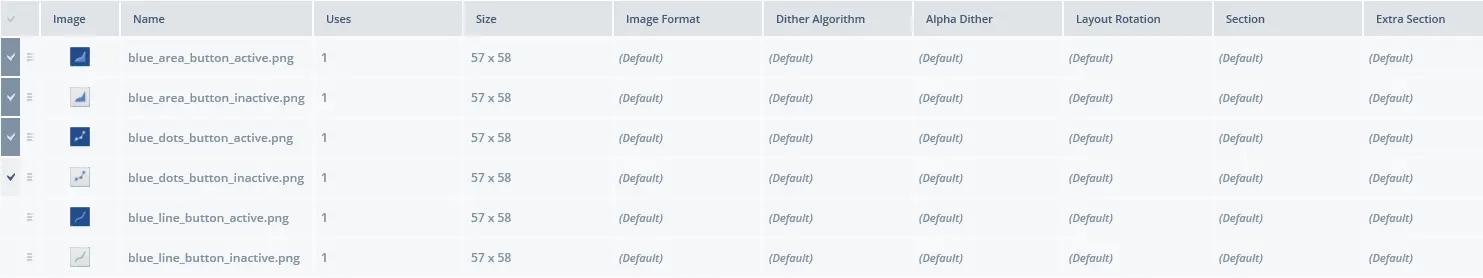 Image Name Uses Size Image Format Dither Algorithm Alpha Dither Layout Rotation Section Extra Section
blue_area_button_active.png 1 57 x 58 (Default) (Default) (Default) (Default) (Default) (Default)
blue_area_button_inactive.png 1 57 x 58 (Default) (Default) (Default) (Default) (Default) (Default)
blue_dots_button_active.png 1 57 x 58 (Default) (Default) (Default) (Default) (Default) (Default)
blue_dots_button_inactive.png 1 57 x 58 (Default) (Default) (Default) (Default) (Default) (Default)
blue_line_button_active.png 1 57 x 58 (Default) (Default) (Default) (Default) (Default) (Default)
blue_line_button_inactive.png 1 57 x 58 (Default) (Default) (Default) (Default) (Default) (Default)